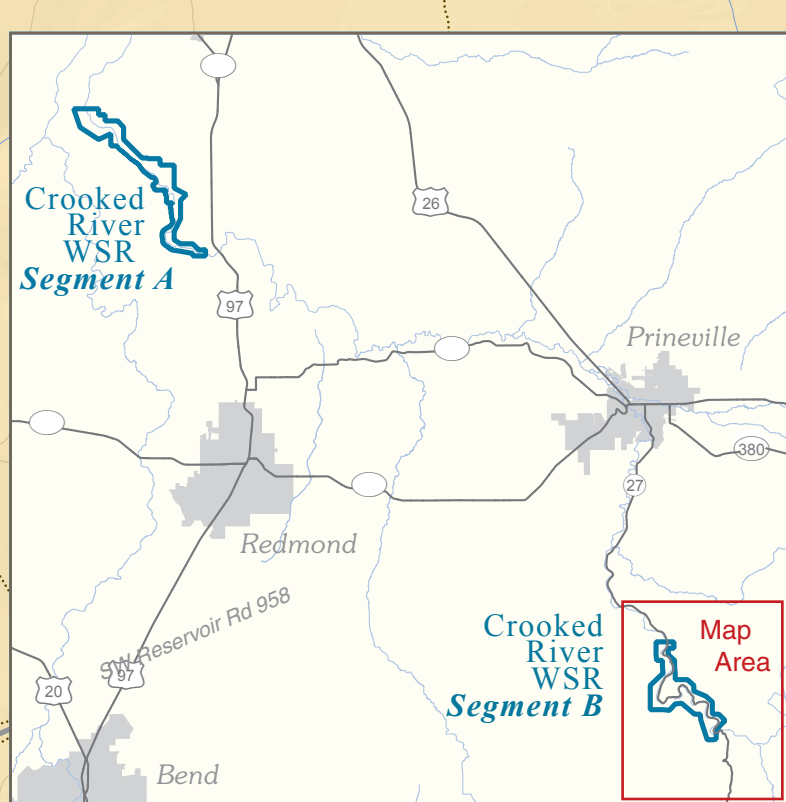 26
Crooked
River
WSR
Segment A
97
Prineville
380
27
Redmond
SW Reservoir Rd 958
Crooked
River
WSR
Segment B
Map
Area
97
20
Bend